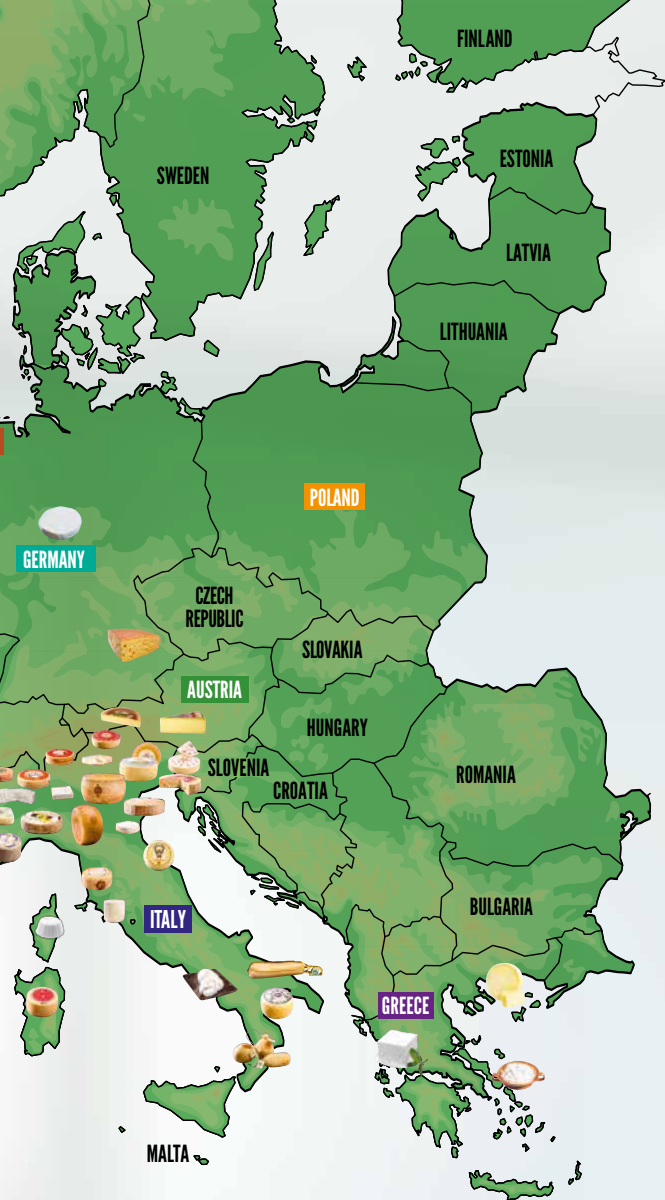 FINLAND
ESTONIA
SWEDEN
LATVIA
LITHUANIA
POLAND
GERMANY
CZECH
REPUBLIC
SLOVAKIA
AUSTRIA
HUNGARY
SLOVENIA
ROMANIA
CROATIA
BULGARIA
ITALY
GREECE
MALTA